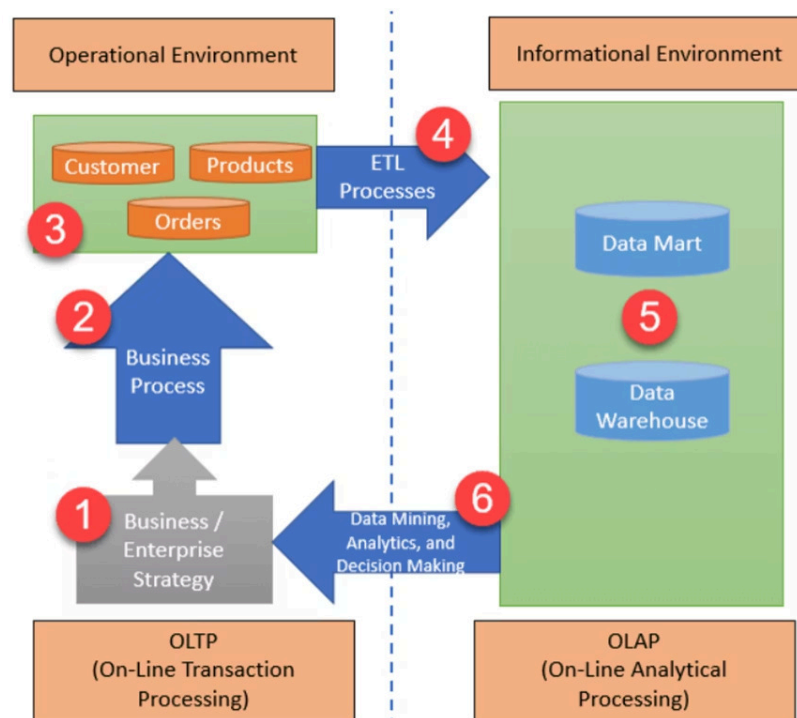 Operational Environment
Informational Environment
Customer
Products
Orders
3
ETL
Processes
4
2
Business
Process
Data Mart
5
Data
Warehouse
1
Business /
Enterprise
Strategy
6
Data Mining,
Analytics, and
Decision Making
OLTP
(On-Line Transaction
Processing)
OLAP
(On-Line Analytical
Processing)